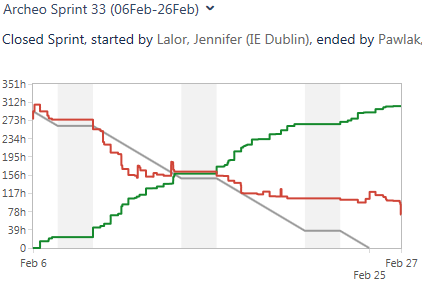 Archeo Sprint 33 (06Feb-26Feb)
Closed Sprint, started by Lalor, Jennifer (IE Dublin), ended by Pawlak,
351h
312h
273h
234h
195h
156h
117h
78h
39h
0
Feb 6
Feb 27
Feb 25